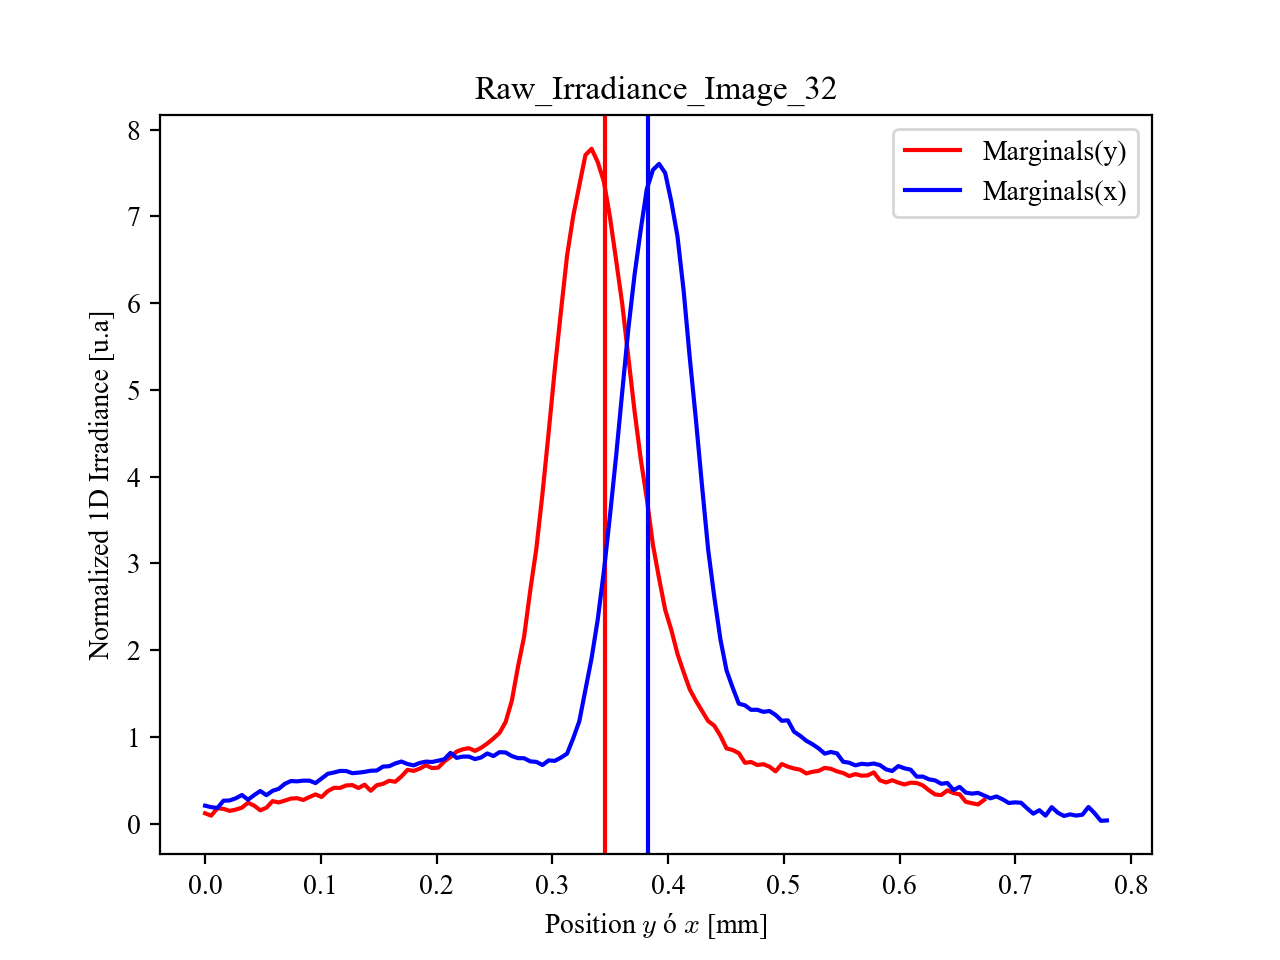 Raw_Irradiance_Image_32
Marginals(y)
Marginals(x)
Normalized 1D Irradiance [u.a]
8
7
6
5
4
3
2
1
0
0.0 0.1 0.2 0.3 0.4 0.5 0.6 0.7 0.8
Position y ó x [mm]